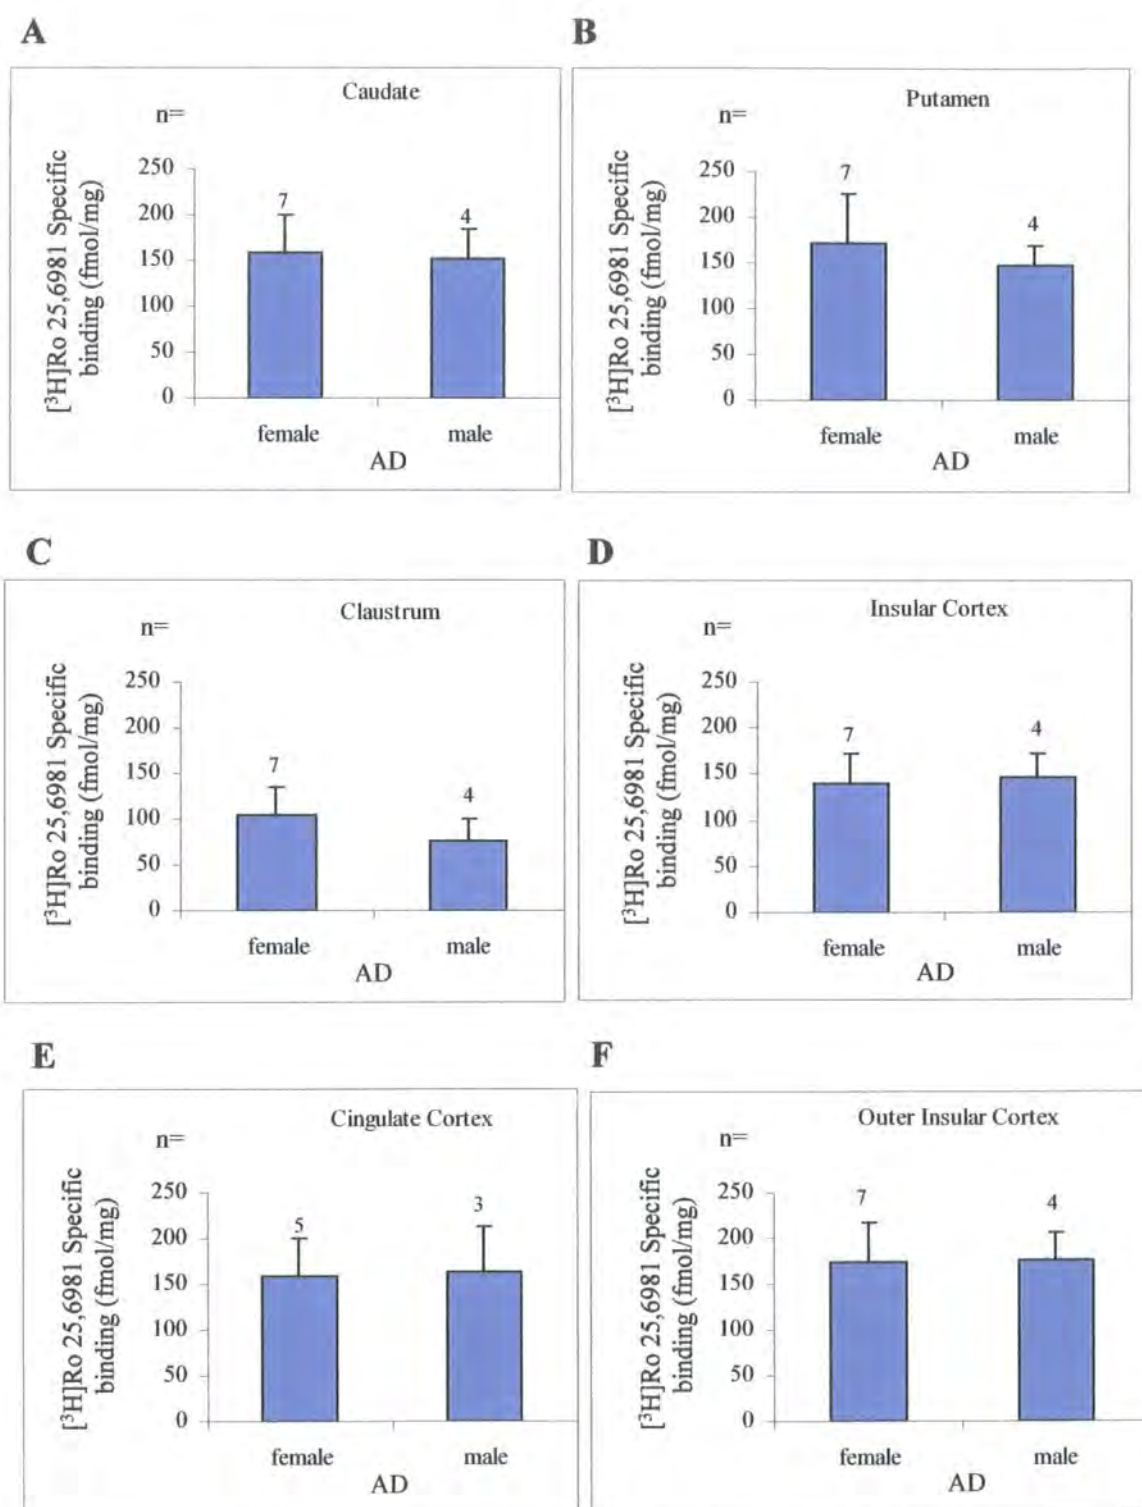 A
Caudate
n=
[³H]Ro 25,6981 Specific
binding (fmol/mg)
250
200
150
100
50
0
7
4
female
male
AD
B
Putamen
n=
[³H]Ro 25,6981 Specific
binding (fmol/mg)
250
200
150
100
50
0
7
4
female
male
AD
C
Claustrum
n=
[³H]Ro 25,6981 Specific
binding (fmol/mg)
250
200
150
100
50
0
7
4
female
male
AD
D
Insular Cortex
n=
[³H]Ro 25,6981 Specific
binding (fmol/mg)
250
200
150
100
50
0
7
4
female
male
AD
E
Cingulate Cortex
n=
[³H]Ro 25,6981 Specific
binding (fmol/mg)
250
200
150
100
50
0
5
3
female
male
AD
F
Outer Insular Cortex
n=
[³H]Ro 25,6981 Specific
binding (fmol/mg)
250
200
150
100
50
0
7
4
female
male
AD